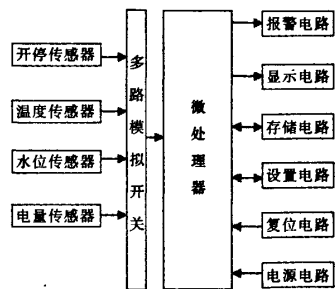 开停传感器
温度传感器
水位传感器
电量传感器
多路模拟开关
微处理器
报警电路
显示电路
存储电路
设置电路
复位电路
电源电路